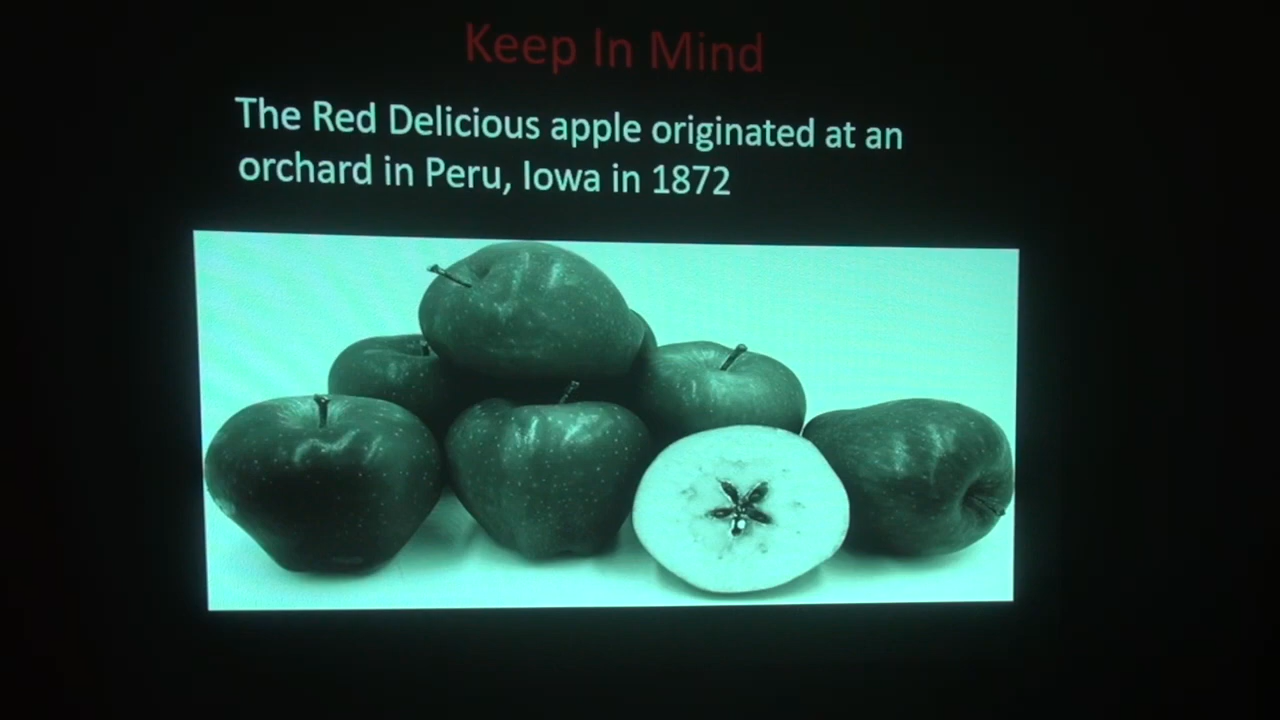 Keep In Mind
The Red Delicious apple originated at an
orchard in Peru, Iowa in 1872